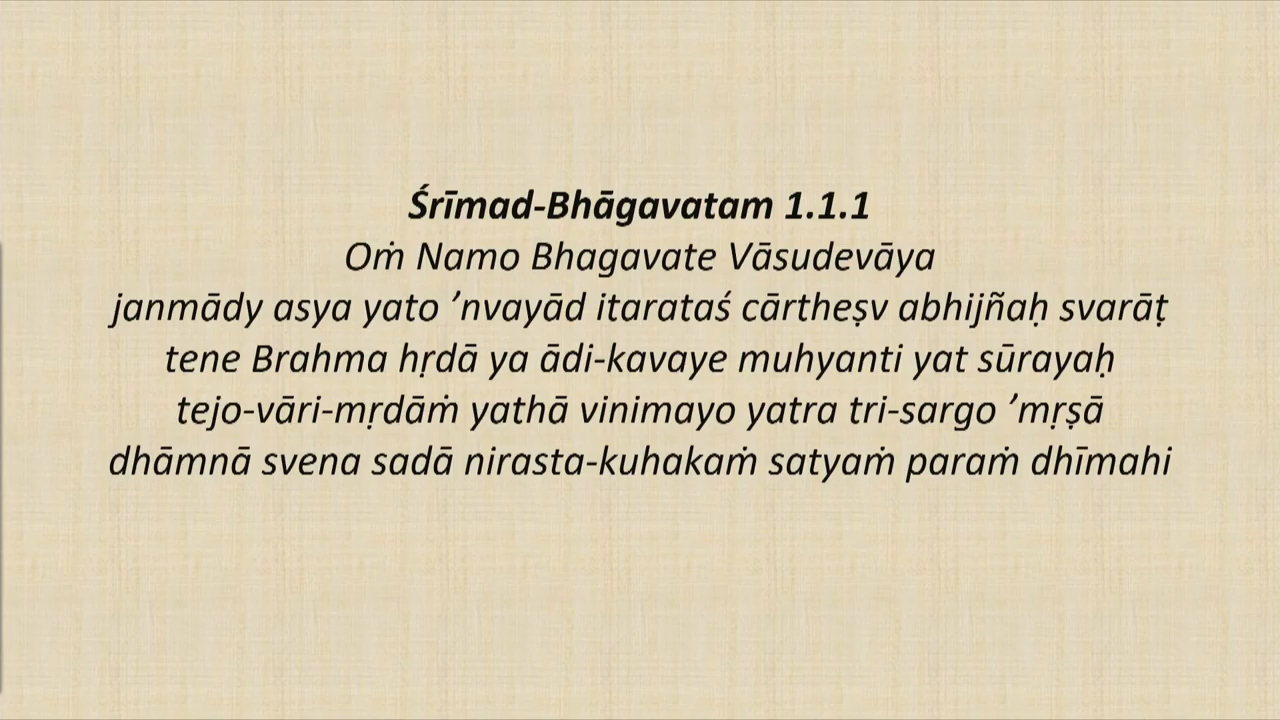 Śrīmad-Bhāgavatam 1.1.1
Oṁ Namo Bhagavate Vāsudevāya
janmādy asya yato ’nvayād itarataś cārtheṣv abhijñaḥ svarāṭ
tene Brahma hṛdā ya ādi-kavaye muhyanti yat sūrayaḥ
tejo-vāri-mṛdāṁ yathā vinimayo yatra tri-sargo ’mṛṣā
dhāmnā svena sadā nirasta-kuhakaṁ satyaṁ paraṁ dhīmahi